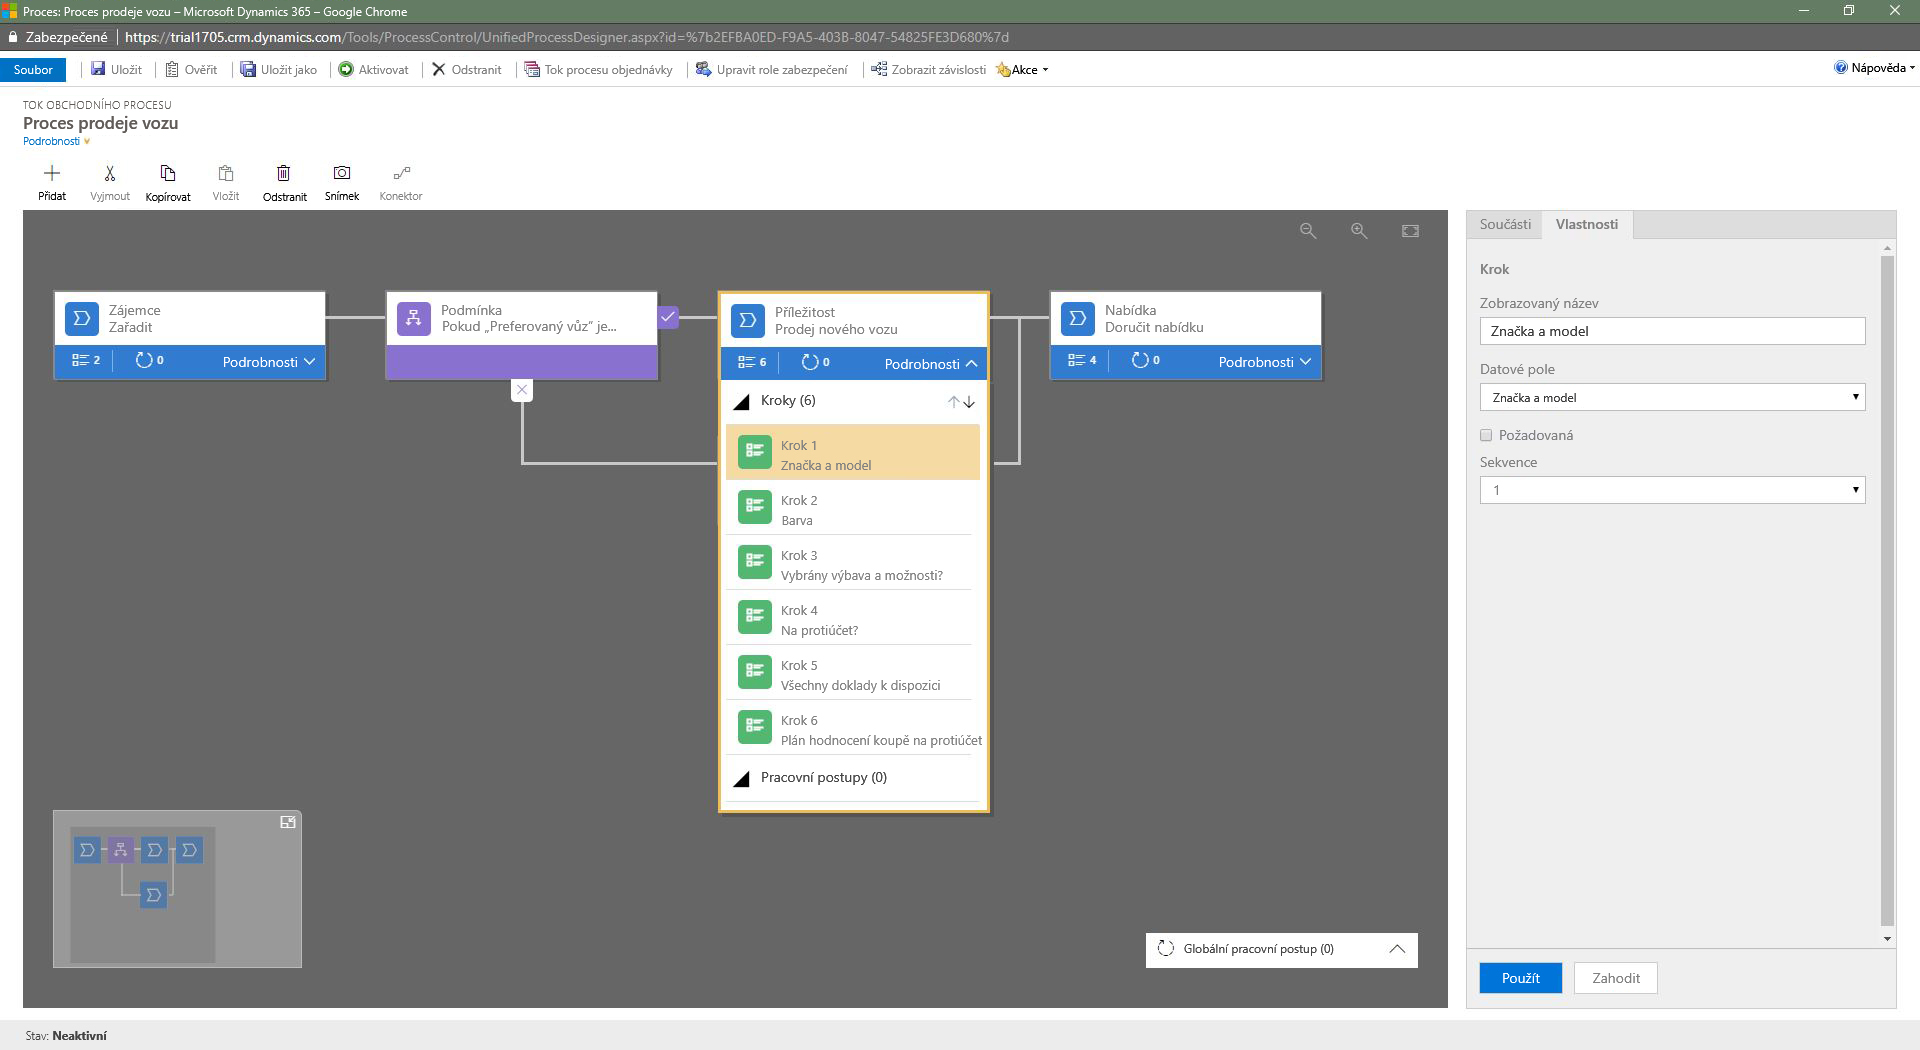 Proces: Proces prodeje vozu – Microsoft Dynamics 365 – Google Chrome
Zabezpečené | https://trial1705.crm.dynamics.com/Tools/ProcessControl/UnifiedProcessDesigner.aspx?id=%7b2EFBA0ED-F9A5-403B-8047-54825FE3D680%7d
Soubor Uložit Ověřit Uložit jako Aktivovat Odstranit Tok procesu objednávky Upravit role zabezpečení Zobrazit závislosti Akce Nápověda
TOK OBCHODNÍHO PROCESU
Proces prodeje vozu
Podrobnosti
Přidat Vyjmout Kopírovat Vložit Odstranit Snímek Konektor
Zájemce
Zařadit
2 0 Podrobnosti
Podmínka
Pokud „Preferovaný vůz" je...
Příležitost
Prodej nového vozu
6 0 Podrobnosti
Kroky (6)
Krok 1
Značka a model
Krok 2
Barva
Krok 3
Vybrány výbava a možnosti?
Krok 4
Na protiúčet?
Krok 5
Všechny doklady k dispozici
Krok 6
Plán hodnocení koupě na protiúčet
Pracovní postupy (0)
Nabídka
Doručit nabídku
4 0 Podrobnosti
Globální pracovní postup (0)
Součásti Vlastnosti
Krok
Zobrazovaný název
Značka a model
Datové pole
Značka a model
Požadovaná
Sekvence
1
Použít Zahodit
Stav: Neaktivní